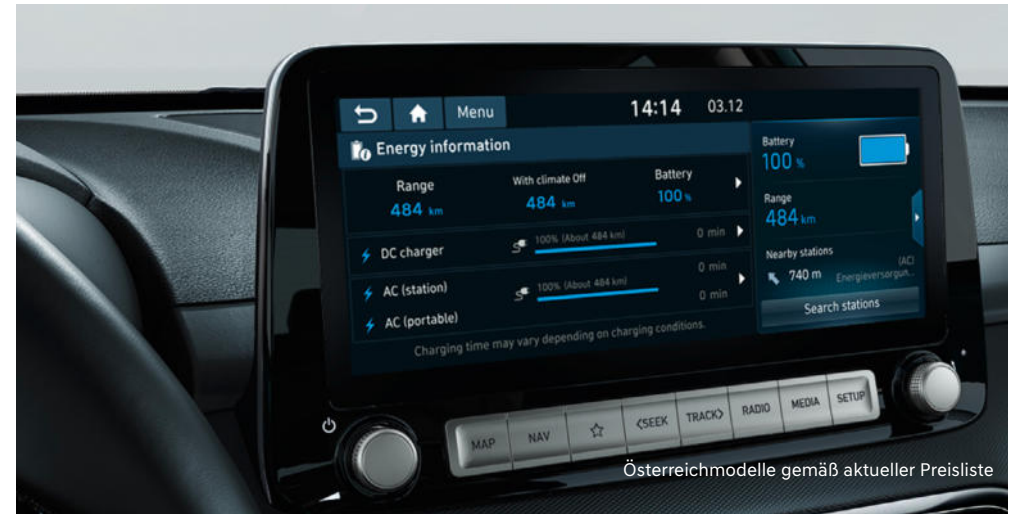 Menu
14:14 03.12
Energy information
Range
484 km
With climate Off
484 km
Battery
100 %
DC charger
100% (About 484 km)
0 min
AC (station)
100% (About 484 km)
0 min
AC (portable)
0 min
Charging time may vary depending on charging conditions.
Battery
100 %
Range
484 km
Nearby stations
740 m
(AC)
Energieversorgun...
Search stations
MAP NAV <SEEK TRACK> RADIO MEDIA SETUP
Österreichmodelle gemäß aktueller Preisliste